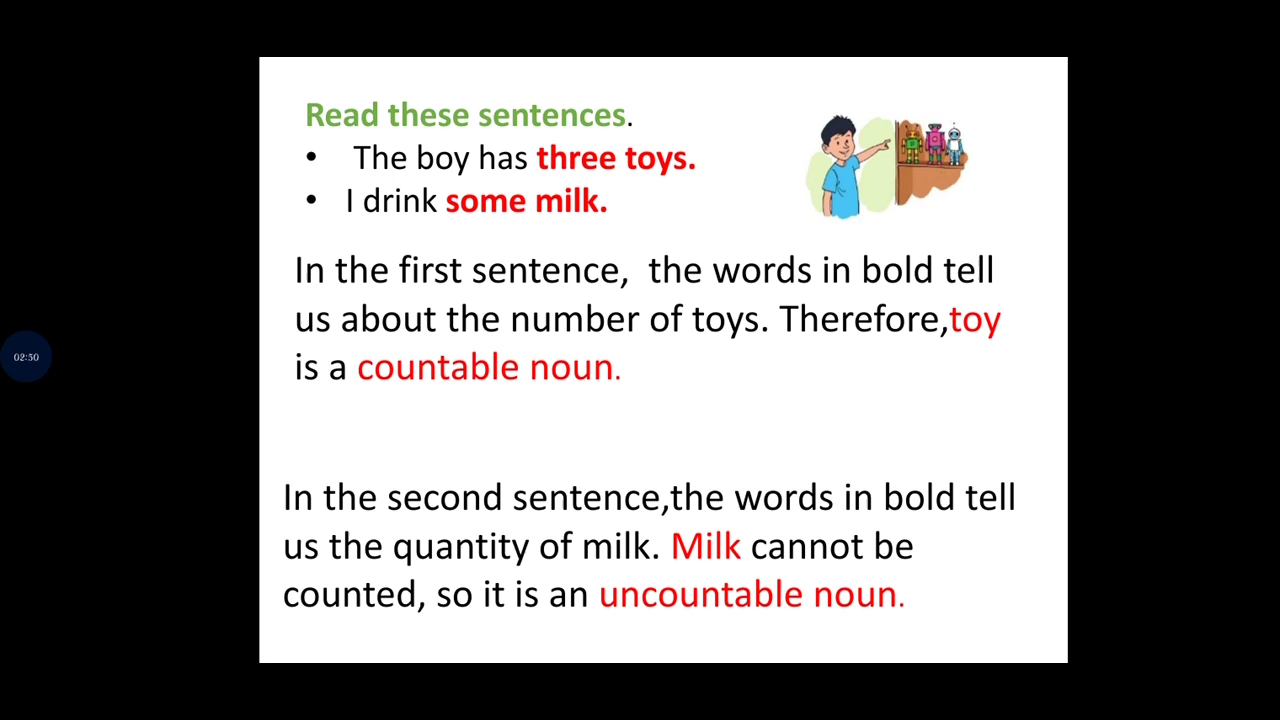 Read these sentences.
• The boy has three toys.
• I drink some milk.
In the first sentence, the words in bold tell
us about the number of toys. Therefore,toy
is a countable noun.
02:50
In the second sentence,the words in bold tell
us the quantity of milk. Milk cannot be
counted, so it is an uncountable noun.